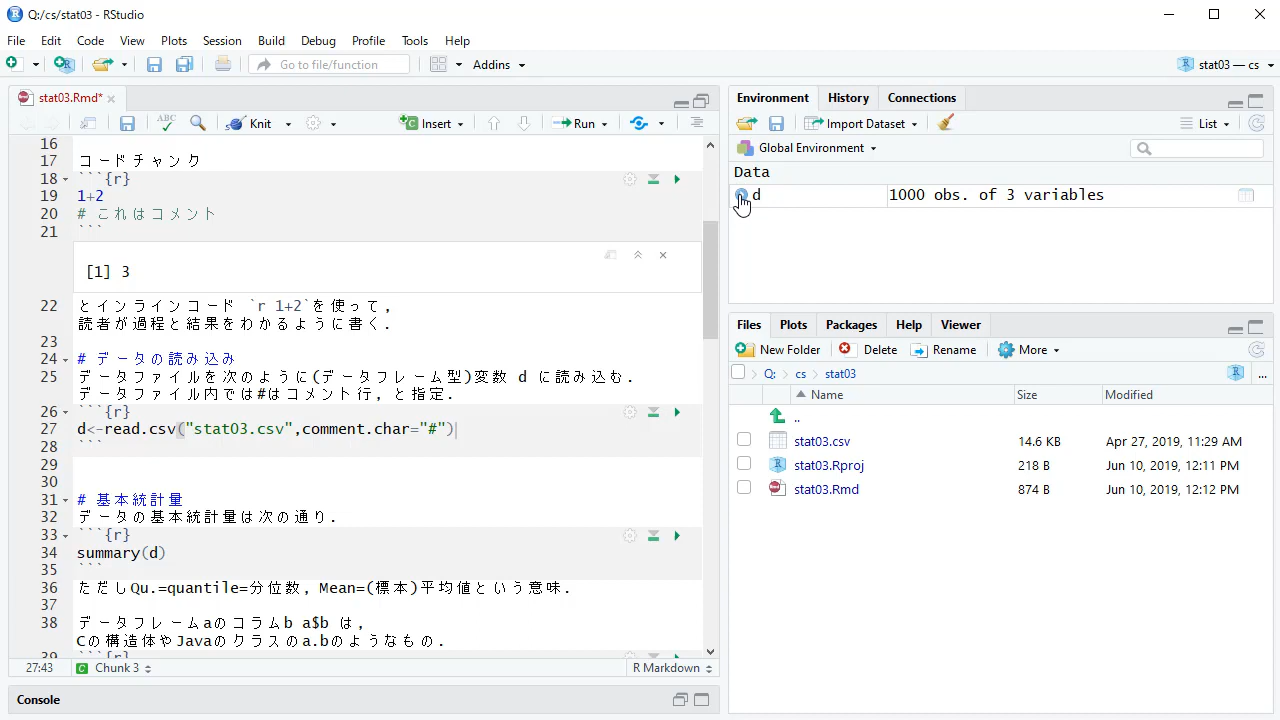 Q:/cs/stat03 - RStudio
File Edit Code View Plots Session Build Debug Profile Tools Help
Go to file/function Addins stat03 — cs
stat03.Rmd*
ABC Knit Insert Run
16
17 コードチャンク
18 ```{r}
19 1+2
20 # これはコメント
21 ```
[1] 3
22 とインラインコード `r 1+2`を使って,
読者が過程と結果をわかるように書く.
23
24 # データの読み込み
25 データファイルを次のように(データフレーム型)変数 d に読み込む.
データファイル内では#はコメント行, と指定.
26 ```{r}
27 d<-read.csv("stat03.csv",comment.char="#")
28 ```
29
30
31 # 基本統計量
32 データの基本統計量は次の通り.
33 ```{r}
34 summary(d)
35 ```
36 ただしQu.=quantile=分位数, Mean=(標本)平均値という意味.
37
38 データフレームaのコラムb a$b は,
Cの構造体やJavaのクラスのa.bのようなもの.
39 ```{r}
27:43 Chunk 3 R Markdown
Console
Environment History Connections
Import Dataset List
Global Environment
Data
d 1000 obs. of 3 variables
Files Plots Packages Help Viewer
New Folder Delete Rename More
Q: cs stat03 ...
Name Size Modified
..
stat03.csv 14.6 KB Apr 27, 2019, 11:29 AM
stat03.Rproj 218 B Jun 10, 2019, 12:11 PM
stat03.Rmd 874 B Jun 10, 2019, 12:12 PM